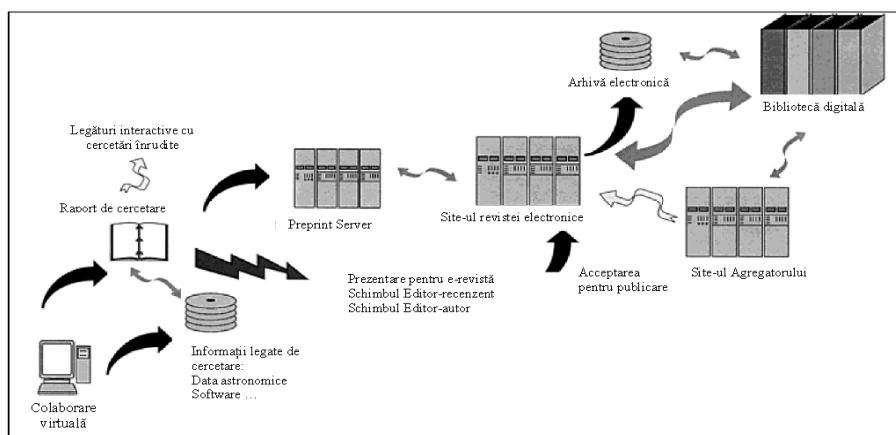 Arhivă electronică
Bibliotecă digitală
Legături interactive cu
cercetări înrudite
Raport de cercetare
Preprint Server
Site-ul revistei electronice
Site-ul Agregatorului
Prezentare pentru e-revistă
Schimbul Editor-recenzent
Schimbul Editor-autor
Acceptarea
pentru publicare
Informații legate de
cercetare:
Data astronomice
Software ...
Colaborare
virtuală